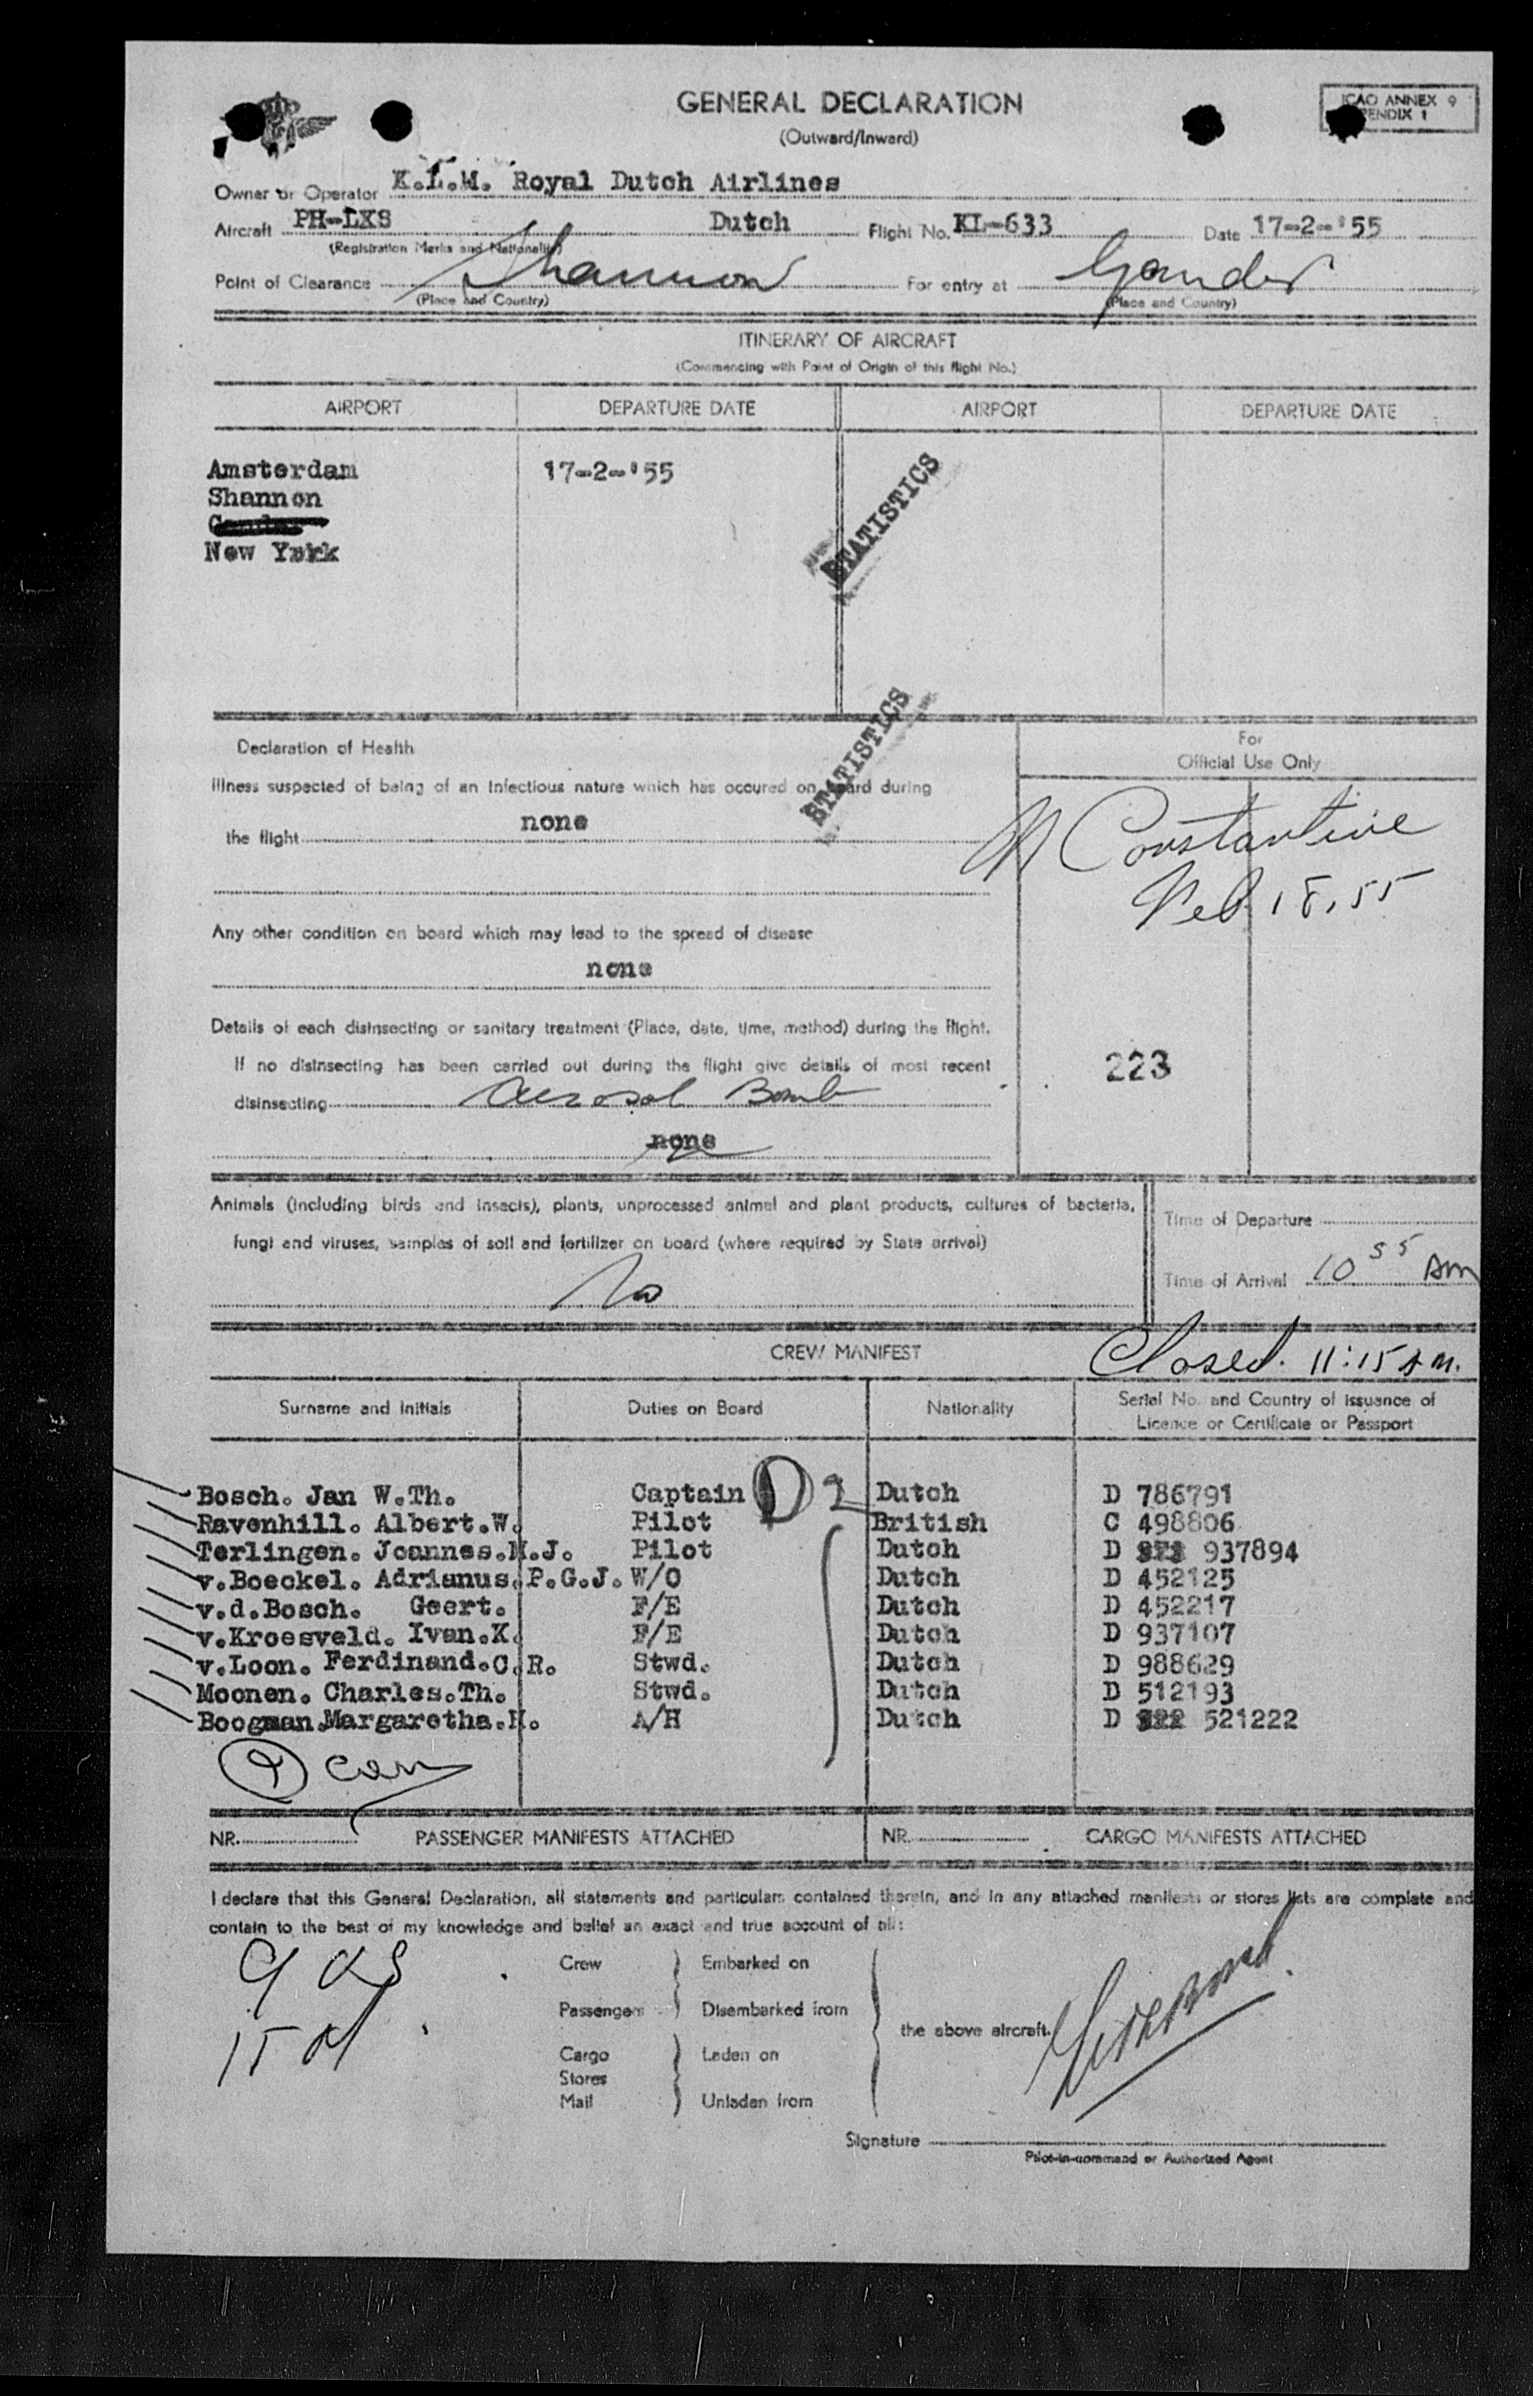 GENERAL DECLARATION
(Outward/Inward)
ICAO ANNEX 9
APPENDIX 1
Owner or Operator K.L.M. Royal Dutch Airlines
Aircraft PH-LXS Dutch Flight No. KL-633 Date 17-2-'55
(Registration Marks and Nationality)
Point of Clearance Shannon For entry at Gander
(Place and Country) (Place and Country)
ITINERARY OF AIRCRAFT
(Commencing with Point of Origin of this flight No.)
AIRPORT DEPARTURE DATE AIRPORT DEPARTURE DATE
Amsterdam 17-2-'55
Shannon
New York
STATISTICS
STATISTICS
Declaration of Health
For
Official Use Only
Illness suspected of being of an infectious nature which has occured on board during
the flight none
Constantine
Feb 18, 55
Any other condition on board which may lead to the spread of disease
none
Details of each disinsecting or sanitary treatment (Place, date, time, method) during the flight.
If no disinsecting has been carried out during the flight give details of most recent
disinsecting Aerosol Bomb
none
223
Animals (including birds and insects), plants, unprocessed animal and plant products, cultures of bacteria,
fungi and viruses, samples of soil and fertilizer on board (where required by State arrival)
No
Time of Departure
Time of Arrival 10 55 AM
CREW MANIFEST Closed. 11:15 AM.
Surname and Initials Duties on Board Nationality Serial No. and Country of issuance of
Licence or Certificate or Passport
Bosch. Jan W.Th. Captain D 2 Dutch D 786791
Ravenhill. Albert.W. Pilot British C 498806
Terlingen. Joannes.M.J. Pilot Dutch D 937894
v.Boeckel. Adrianus.P.G.J. W/O Dutch D 452125
v.d.Bosch. Geert. F/E Dutch D 452217
v.Kroesveld. Ivan.K. F/E Dutch D 937107
v.Loon. Ferdinand.C.R. Stwd. Dutch D 988629
Moonen. Charles.Th. Stwd. Dutch D 512193
Boogman.Margaretha.H. A/H Dutch D 521222
NR. PASSENGER MANIFESTS ATTACHED NR. CARGO MANIFESTS ATTACHED
I declare that this General Declaration, all statements and particulars contained therein, and in any attached manifests or stores lists are complete and
contain to the best of my knowledge and belief an exact and true account of all:
Crew Embarked on
Passengers Disembarked from
the above aircraft.
Cargo Laden on
Stores
Mail Unladen from
Signature
Pilot-in-command or Authorized Agent